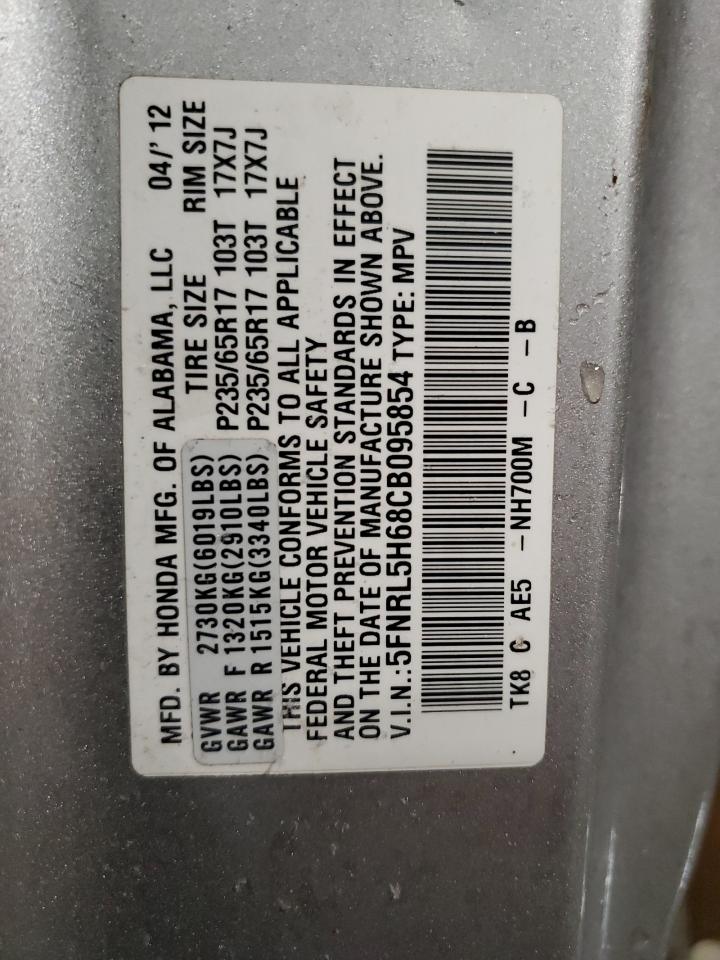 MFD. BY HONDA MFG. OF ALABAMA, LLC 04/' 12
TIRE SIZE RIM SIZE
GVWR 2730KG(6019LBS)
GAWR F 1320KG(2910LBS) P235/65R17 103T 17X7J
GAWR R 1515KG(3340LBS) P235/65R17 103T 17X7J
THIS VEHICLE CONFORMS TO ALL APPLICABLE
FEDERAL MOTOR VEHICLE SAFETY
AND THEFT PREVENTION STANDARDS IN EFFECT
ON THE DATE OF MANUFACTURE SHOWN ABOVE.
V.I.N.:5FNRL5H68CB095854 TYPE: MPV
TK8 C AE5 -NH700M -C -B